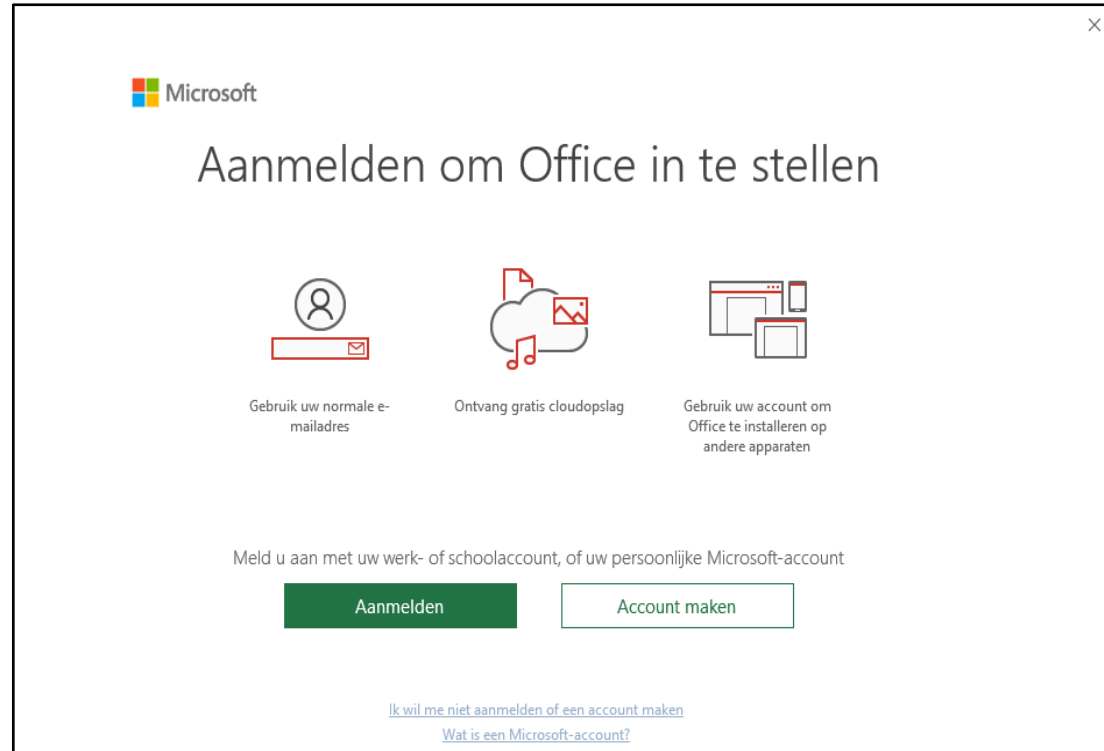 Microsoft
Aanmelden om Office in te stellen
Gebruik uw normale e-
mailadres
Ontvang gratis cloudopslag
Gebruik uw account om
Office te installeren op
andere apparaten
Meld u aan met uw werk- of schoolaccount, of uw persoonlijke Microsoft-account
Aanmelden
Account maken
Ik wil me niet aanmelden of een account maken
Wat is een Microsoft-account?